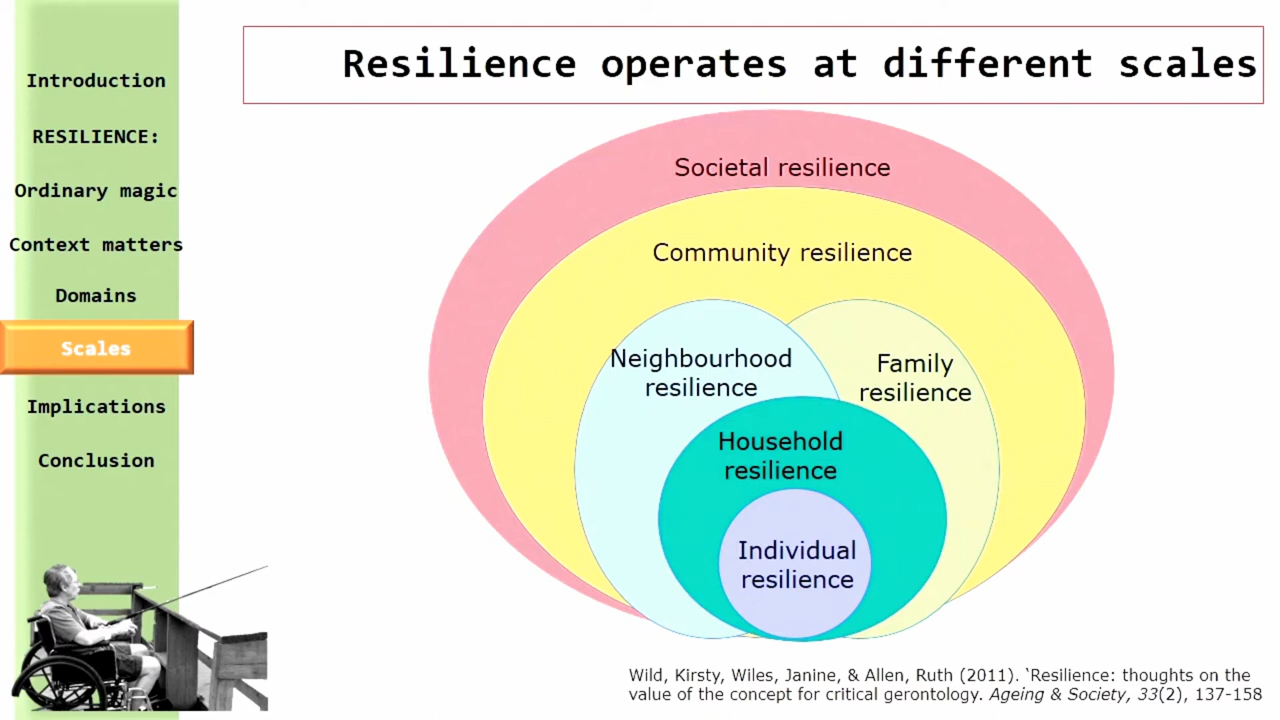 Introduction
RESILIENCE:
Ordinary magic
Context matters
Domains
Scales
Implications
Conclusion
Resilience operates at different scales
Societal resilience
Community resilience
Neighbourhood
resilience
Family
resilience
Household
resilience
Individual
resilience
Wild, Kirsty, Wiles, Janine, & Allen, Ruth (2011). ‘Resilience: thoughts on the
value of the concept for critical gerontology. Ageing & Society, 33(2), 137-158